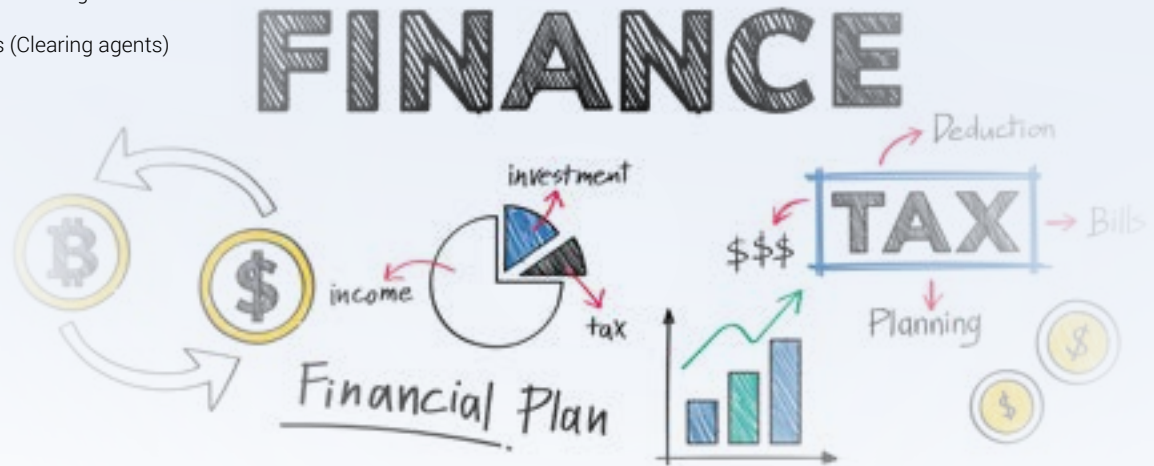 s (Clearing agents)
FINANCE
Deduction
investment
TAX
Bills
$$$
$
income
tax
Planning
$
$
Financial Plan